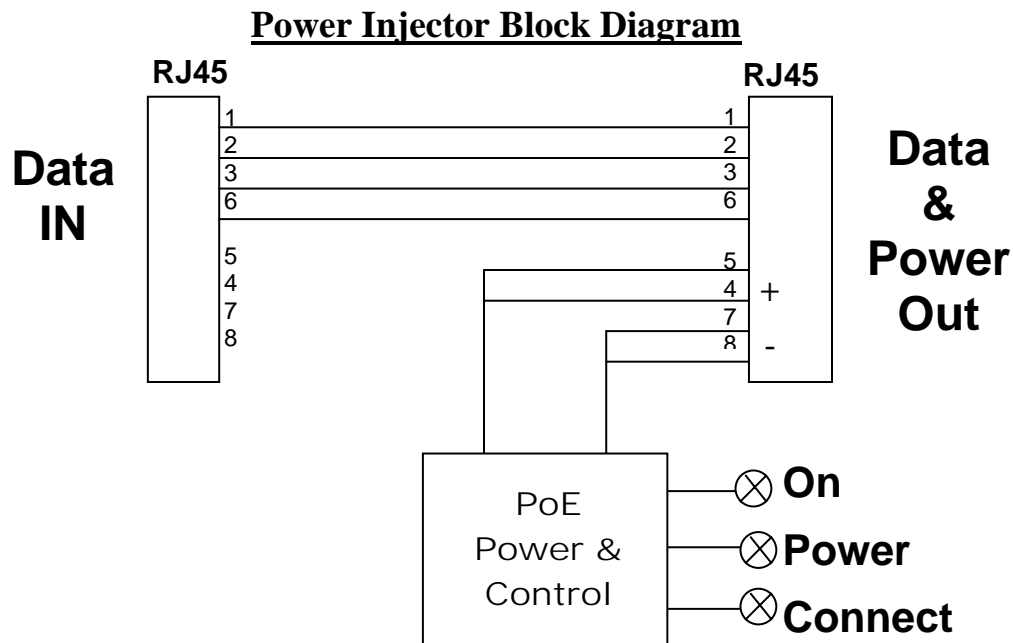 Power Injector Block Diagram
RJ45
RJ45
Data
IN
1
2
3
6
5
4
7
8
1
2
3
6
5
4
7
8
+
-
Data
&
Power
Out
PoE
Power &
Control
On
Power
Connect